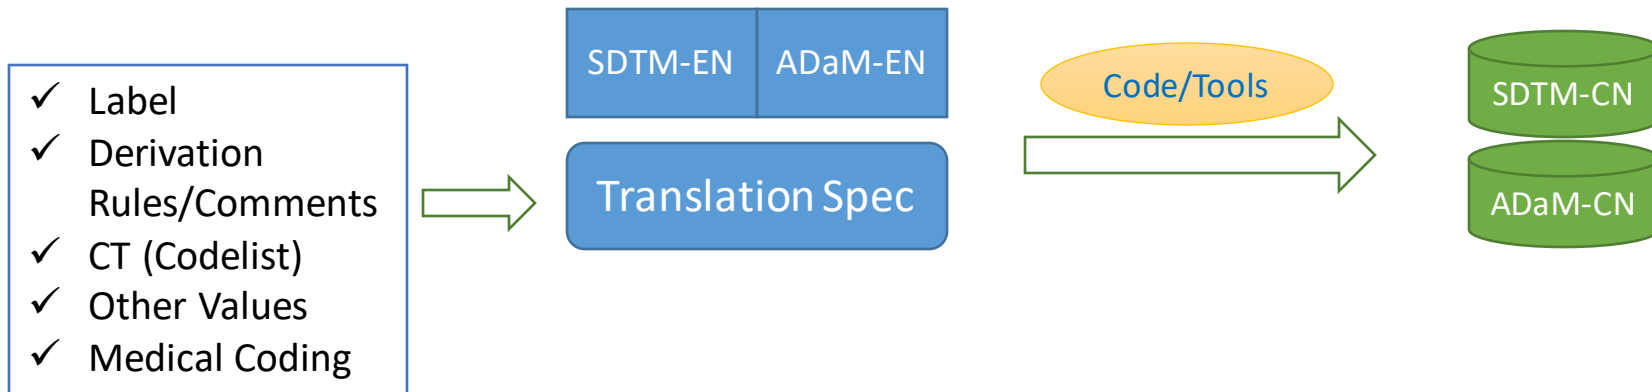 ✓ Label
✓ Derivation
Rules/Comments
✓ CT (Codelist)
✓ Other Values
✓ Medical Coding
SDTM-EN
ADaM-EN
Translation Spec
Code/Tools
SDTM-CN
ADaM-CN